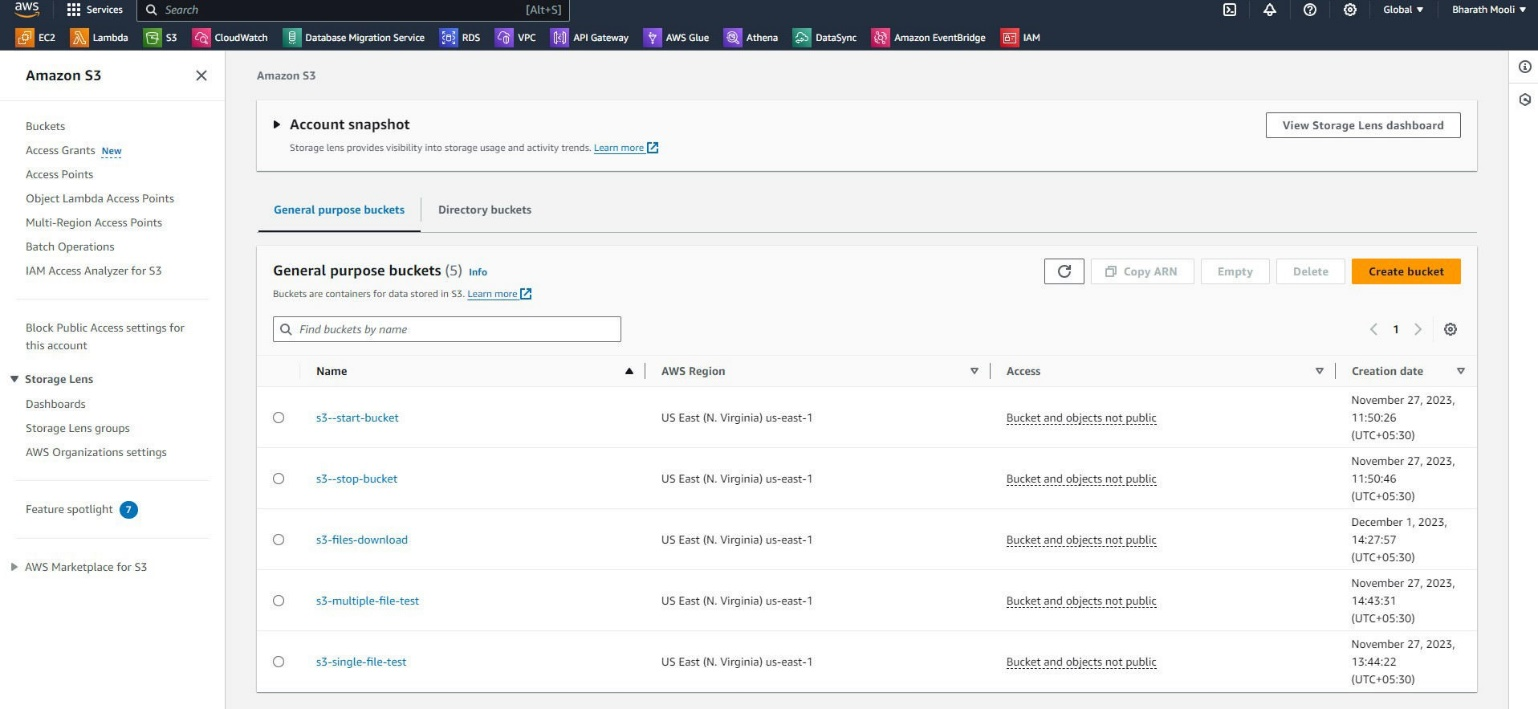 aws Services Search [Alt+S] Global Bharath Mooli
EC2 Lambda S3 CloudWatch Database Migration Service RDS VPC API Gateway AWS Glue Athena DataSync Amazon EventBridge IAM
Amazon S3
Buckets
Access Grants New
Access Points
Object Lambda Access Points
Multi-Region Access Points
Batch Operations
IAM Access Analyzer for S3
Block Public Access settings for
this account
Storage Lens
Dashboards
Storage Lens groups
AWS Organizations settings
Feature spotlight 7
AWS Marketplace for S3
Amazon S3
Account snapshot
View Storage Lens dashboard
Storage lens provides visibility into storage usage and activity trends. Learn more
General purpose buckets Directory buckets
General purpose buckets (5) Info
Copy ARN Empty Delete Create bucket
Buckets are containers for data stored in S3. Learn more
Find buckets by name
1
Name AWS Region Access Creation date
s3--start-bucket US East (N. Virginia) us-east-1 Bucket and objects not public November 27, 2023,
11:50:26
(UTC+05:30)
s3--stop-bucket US East (N. Virginia) us-east-1 Bucket and objects not public November 27, 2023,
11:50:46
(UTC+05:30)
s3-files-download US East (N. Virginia) us-east-1 Bucket and objects not public December 1, 2023,
14:27:57
(UTC+05:30)
s3-multiple-file-test US East (N. Virginia) us-east-1 Bucket and objects not public November 27, 2023,
14:43:31
(UTC+05:30)
s3-single-file-test US East (N. Virginia) us-east-1 Bucket and objects not public November 27, 2023,
13:44:22
(UTC+05:30)